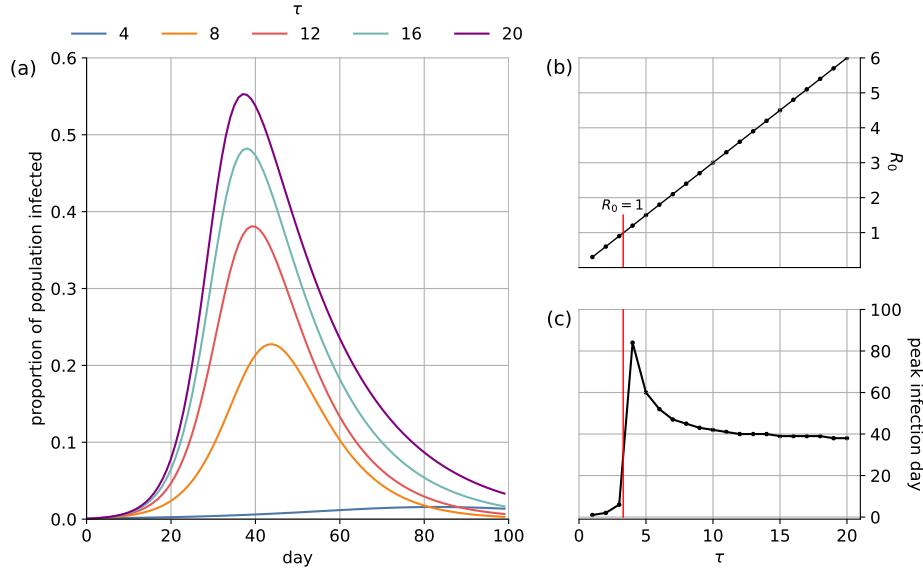 τ
4 8 12 16 20
(a)
0.6
0.5
0.4
0.3
0.2
0.1
0.0
proportion of population infected
0 20 40 60 80 100
day
(b)
6
5
4
3
2
1
R₀
R₀ = 1
(c)
100
80
60
40
20
0
peak infection day
0 5 10 15 20
τ